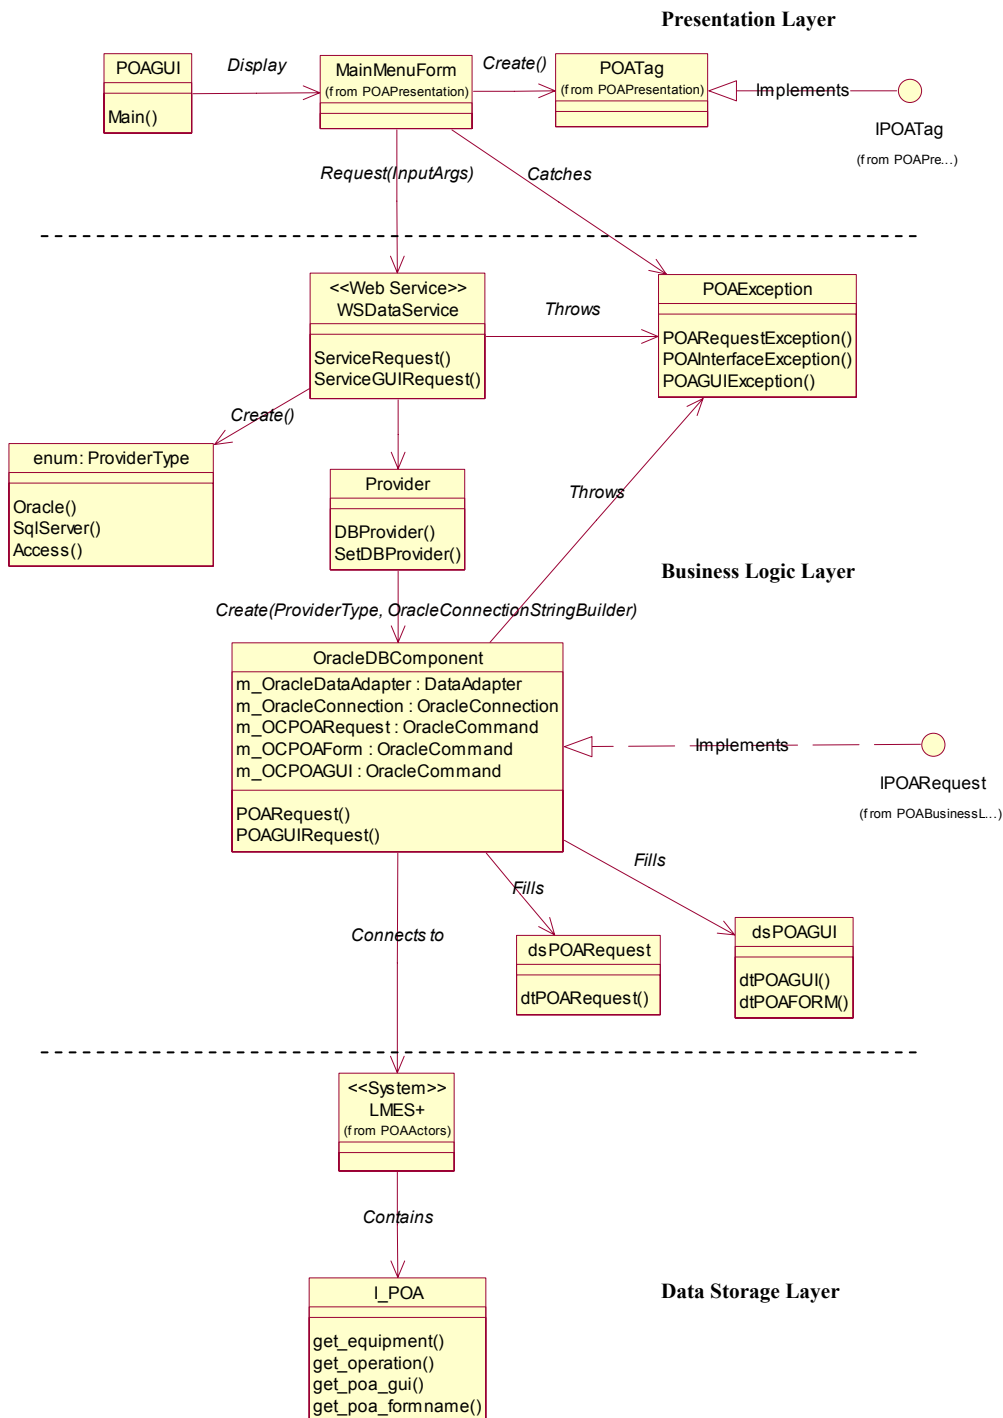 Presentation Layer
POAGUI
Main()
Display
MainMenuForm
(from POAPresentation)
Create()
POATag
(from POAPresentation)
Implements
IPOATag
(from POAPre...)
Request(InputArgs)
Catches
<<Web Service>>
WSDataService
ServiceRequest()
ServiceGUIRequest()
Throws
POAException
POARequestException()
POAInterfaceException()
POAGUIException()
Create()
enum: ProviderType
Oracle()
SqlServer()
Access()
Provider
DBProvider()
SetDBProvider()
Throws
Business Logic Layer
Create(ProviderType, OracleConnectionStringBuilder)
OracleDBComponent
m_OracleDataAdapter : DataAdapter
m_OracleConnection : OracleConnection
m_OCPOARequest : OracleCommand
m_OCPOAForm : OracleCommand
m_OCPOAGUI : OracleCommand
POARequest()
POAGUIRequest()
Implements
IPOARequest
(from POABusinessL...)
Fills
Fills
Connects to
dsPOARequest
dtPOARequest()
dsPOAGUI
dtPOAGUI()
dtPOAFORM()
<<System>>
LMES+
(from POAActors)
Contains
Data Storage Layer
I_POA
get_equipment()
get_operation()
get_poa_gui()
get_poa_formname()